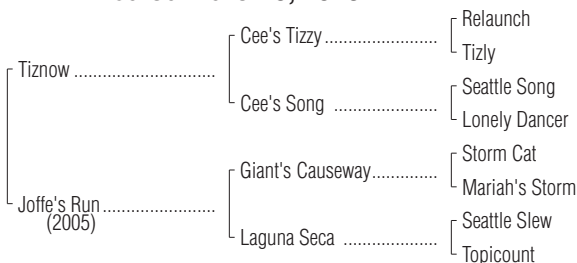 Relaunch
Cee's Tizzy ........................
Tizly
Tiznow ..............................
Seattle Song
Cee's Song ......................
Lonely Dancer
Storm Cat
Giant's Causeway..............
Mariah's Storm
Joffe's Run........................
(2005)
Seattle Slew
Laguna Seca ....................
Topicount